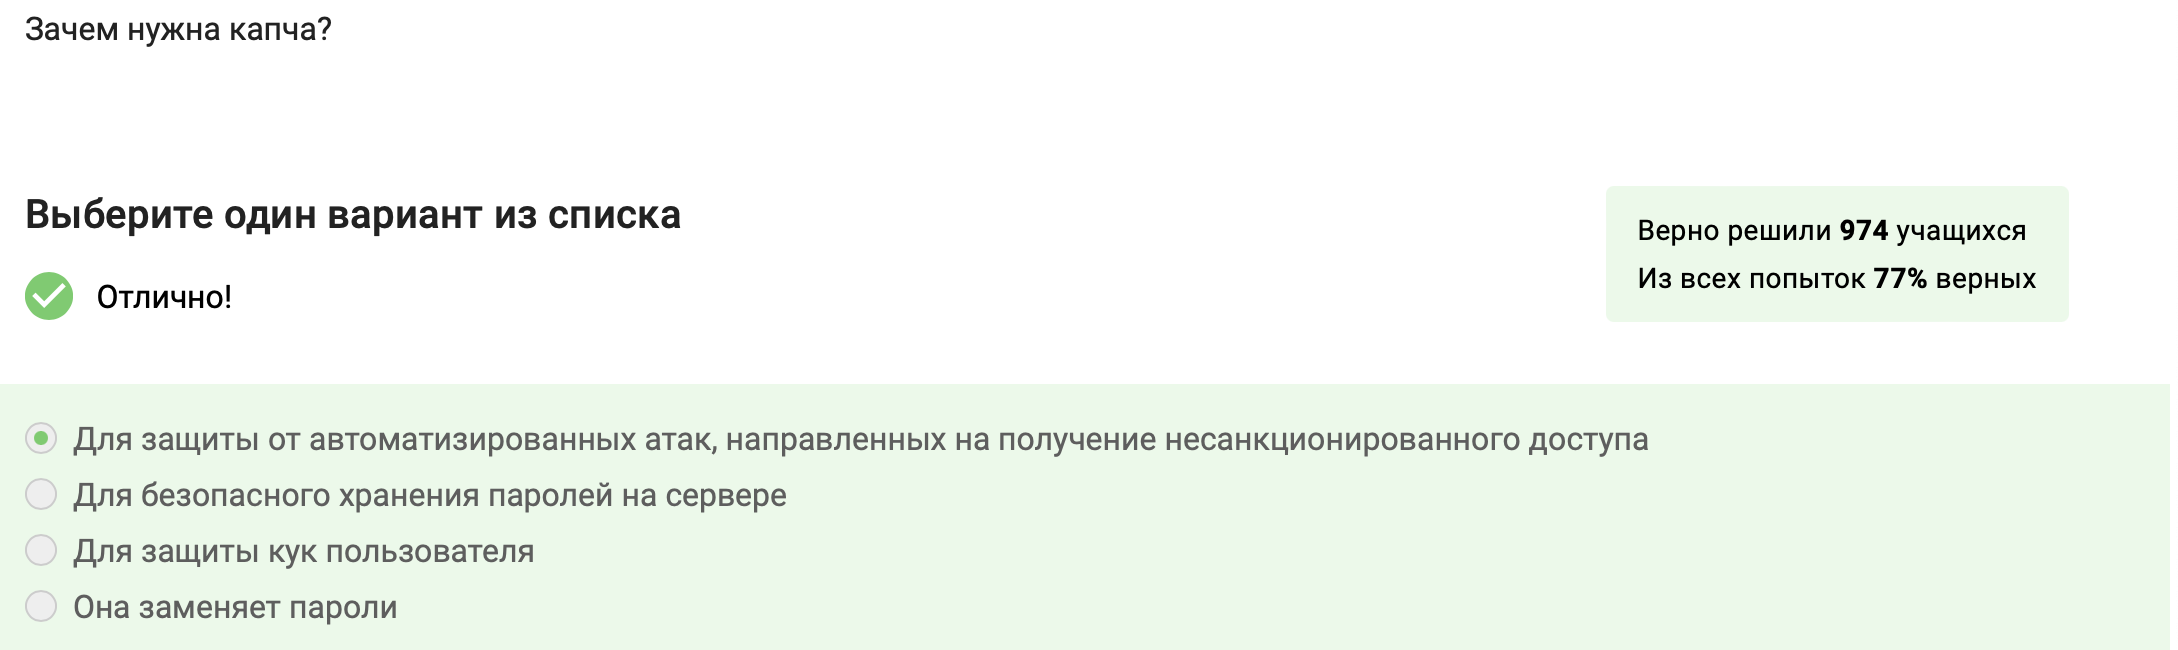 Зачем нужна капча?
Выберите один вариант из списка
Верно решили 974 учащихся
Из всех попыток 77% верных
Отлично!
Для защиты от автоматизированных атак, направленных на получение несанкционированного доступа
Для безопасного хранения паролей на сервере
Для защиты кук пользователя
Она заменяет пароли